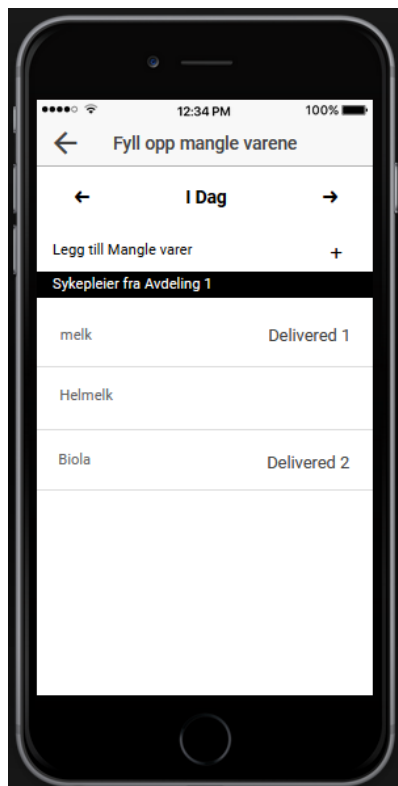 12:34 PM 100%
Fyll opp mangle varene
I Dag
Legg till Mangle varer +
Sykepleier fra Avdeling 1
melk Delivered 1
Helmelk
Biola Delivered 2